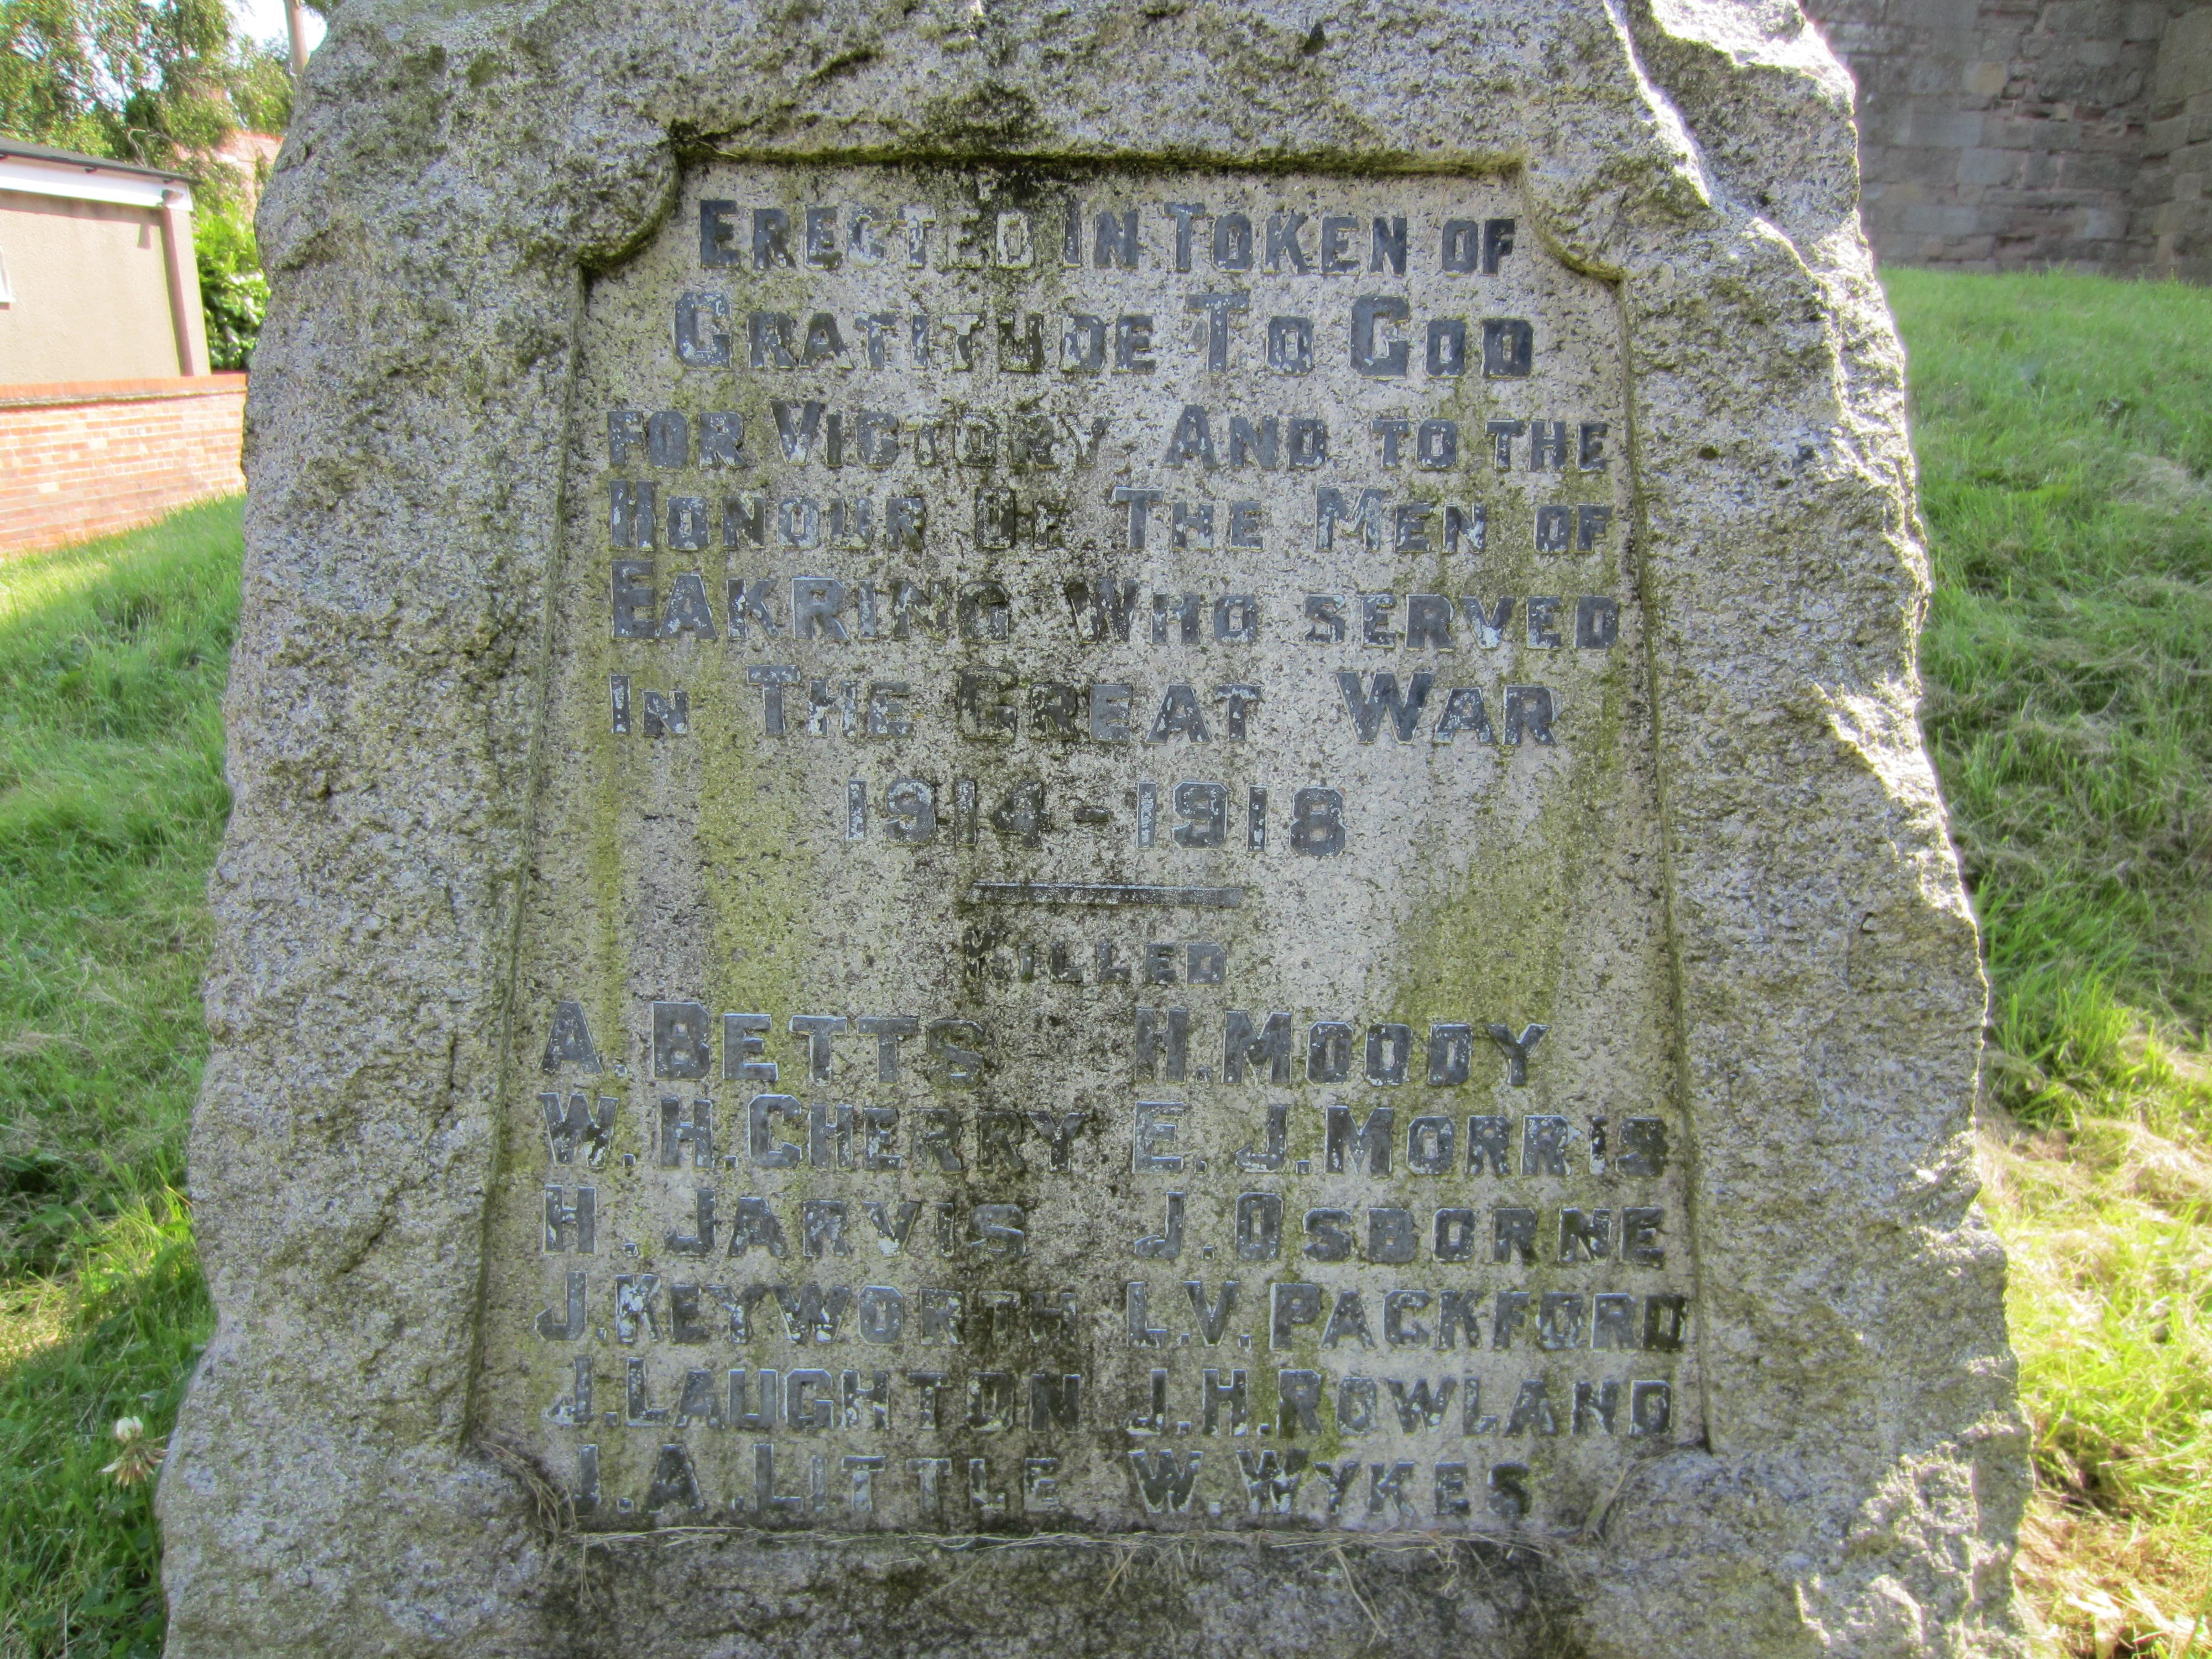 ERECTED IN TOKEN OF
GRATITUDE TO GOD
FOR VICTORY AND TO THE
HONOUR OF THE MEN OF
EAKRING WHO SERVED
IN THE GREAT WAR
1914-1918
KILLED
A. BETTS H. MOODY
W. H. CHERRY E. J. MORRIS
H. JARVIS J. OSBORNE
J. KEYWORTH L. V. PACKFORD
J. LAUGHTON J. H. ROWLAND
J. A. LITTLE W. WYKES